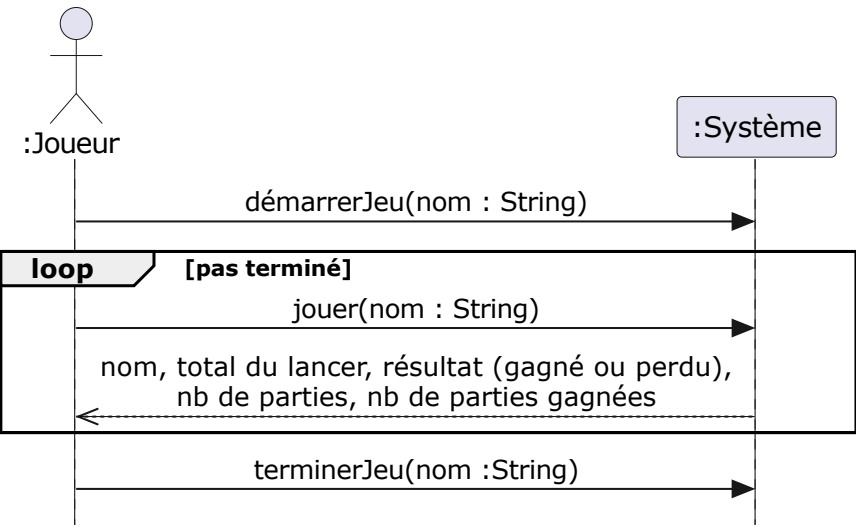 :Joueur
:Système
démarrerJeu(nom : String)
loop [pas terminé]
jouer(nom : String)
nom, total du lancer, résultat (gagné ou perdu),
nb de parties, nb de parties gagnées
terminerJeu(nom :String)